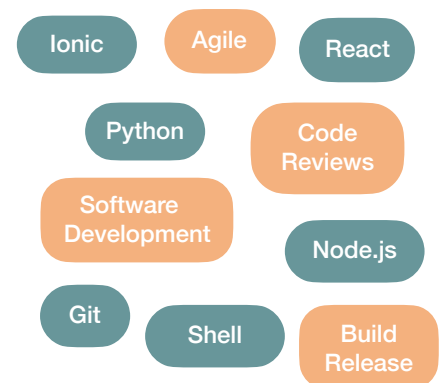 Ionic
Agile
React
Python
Code
Reviews
Software
Development
Node.js
Git
Shell
Build
Release